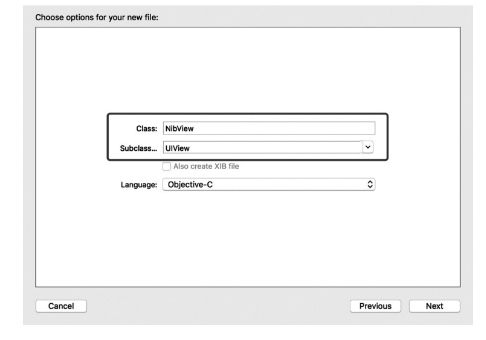 Choose options for your new file:
Class: NibView
Subclass... UIView
Also create XIB file
Language: Objective-C
Cancel Previous Next